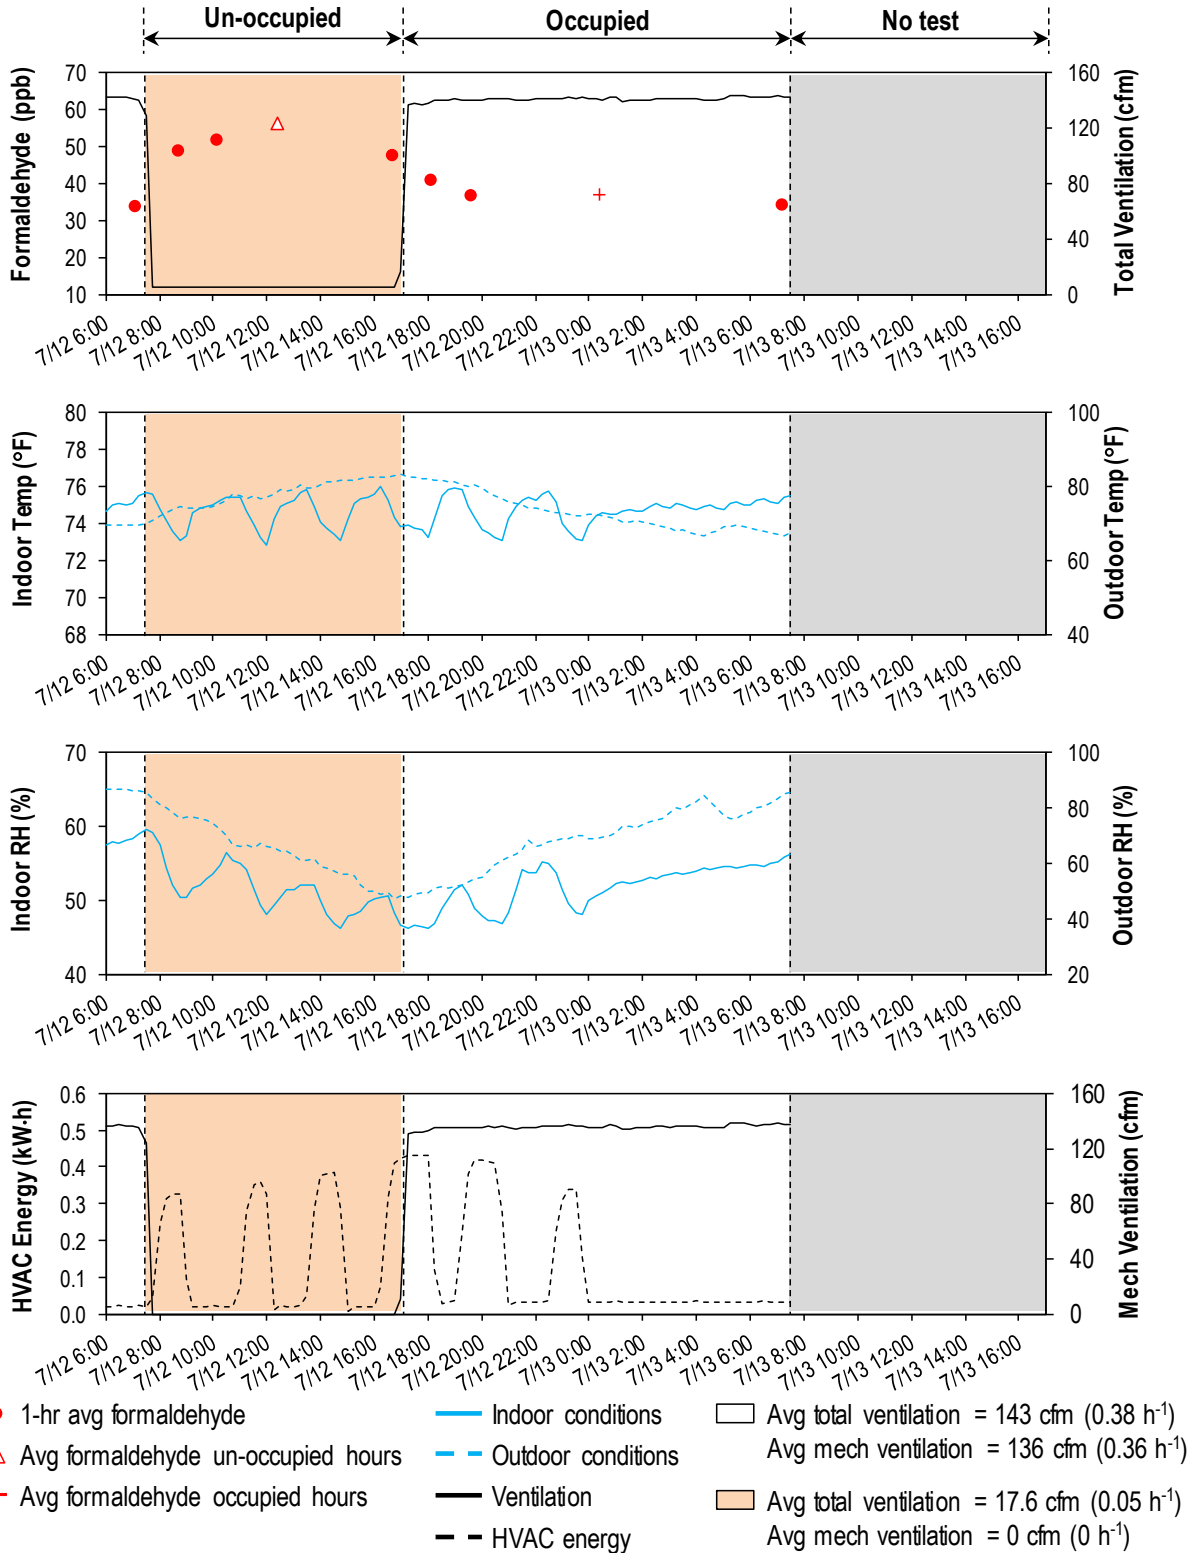 Un-occupied Occupied No test
Formaldehyde (ppb)
70
60
50
40
30
20
10
160
120
80
40
0
Total Ventilation (cfm)
7/12 6:00 7/12 8:00 7/12 10:00 7/12 12:00 7/12 14:00 7/12 16:00 7/12 18:00 7/12 20:00 7/12 22:00 7/13 0:00 7/13 2:00 7/13 4:00 7/13 6:00 7/13 8:00 7/13 10:00 7/13 12:00 7/13 14:00 7/13 16:00
Indoor Temp (°F)
80
78
76
74
72
70
68
100
80
60
40
Outdoor Temp (°F)
7/12 6:00 7/12 8:00 7/12 10:00 7/12 12:00 7/12 14:00 7/12 16:00 7/12 18:00 7/12 20:00 7/12 22:00 7/13 0:00 7/13 2:00 7/13 4:00 7/13 6:00 7/13 8:00 7/13 10:00 7/13 12:00 7/13 14:00 7/13 16:00
Indoor RH (%)
70
60
50
40
100
80
60
40
20
Outdoor RH (%)
7/12 6:00 7/12 8:00 7/12 10:00 7/12 12:00 7/12 14:00 7/12 16:00 7/12 18:00 7/12 20:00 7/12 22:00 7/13 0:00 7/13 2:00 7/13 4:00 7/13 6:00 7/13 8:00 7/13 10:00 7/13 12:00 7/13 14:00 7/13 16:00
HVAC Energy (kW·h)
0.6
0.5
0.4
0.3
0.2
0.1
0.0
160
120
80
40
0
Mech Ventilation (cfm)
7/12 6:00 7/12 8:00 7/12 10:00 7/12 12:00 7/12 14:00 7/12 16:00 7/12 18:00 7/12 20:00 7/12 22:00 7/13 0:00 7/13 2:00 7/13 4:00 7/13 6:00 7/13 8:00 7/13 10:00 7/13 12:00 7/13 14:00 7/13 16:00
1-hr avg formaldehyde
Avg formaldehyde un-occupied hours
Avg formaldehyde occupied hours
Indoor conditions
Outdoor conditions
Ventilation
HVAC energy
Avg total ventilation = 143 cfm (0.38 h⁻¹)
Avg mech ventilation = 136 cfm (0.36 h⁻¹)
Avg total ventilation = 17.6 cfm (0.05 h⁻¹)
Avg mech ventilation = 0 cfm (0 h⁻¹)